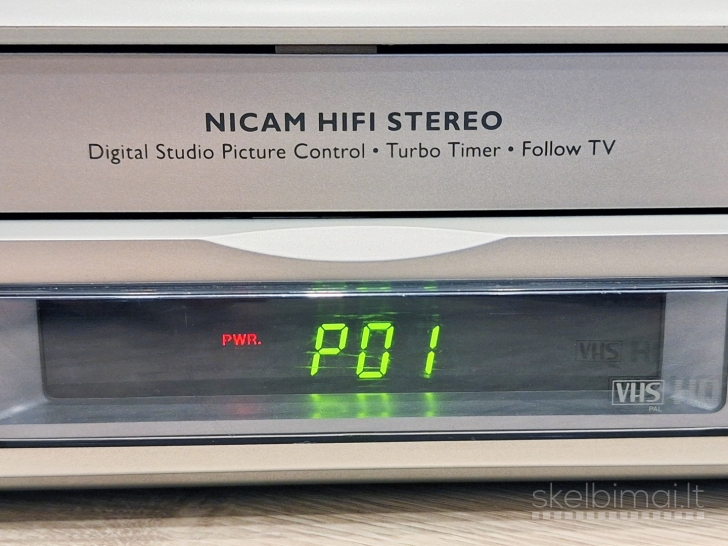 NICAM HIFI STEREO
Digital Studio Picture Control • Turbo Timer • Follow TV
PWR. P01
VHS
VHS
PAL
skelbimai.lt